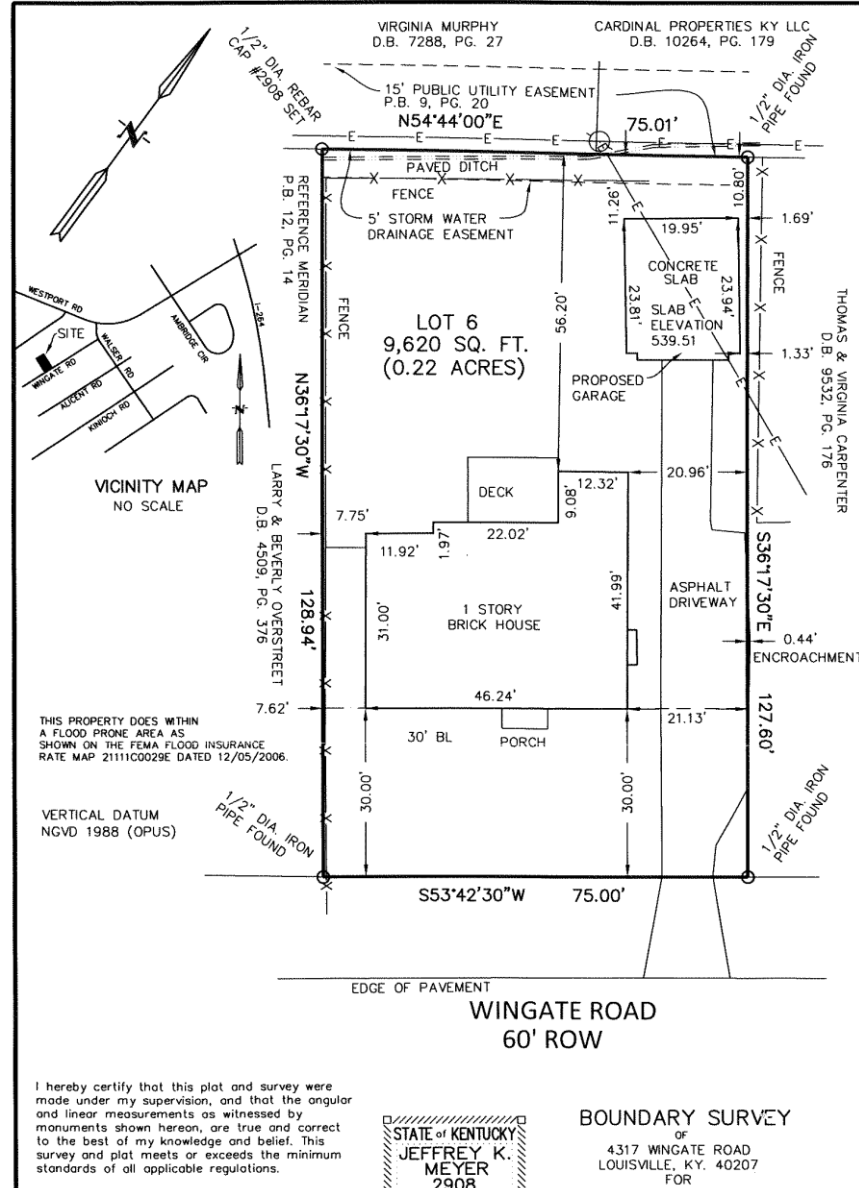 VIRGINIA MURPHY
D.B. 7288, PG. 27
CARDINAL PROPERTIES KY LLC
D.B. 10264, PG. 179
1/2" DIA. REBAR
CAP #2908 SET
1/2" DIA. IRON
PIPE FOUND
15' PUBLIC UTILITY EASEMENT
P.B. 9, PG. 20
N54°44'00"E
75.01'
E
E
E
E
E
E
E
N
PAVED DITCH
X
X
X
X
FENCE
5' STORM WATER
DRAINAGE EASEMENT
REFERENCE MERIDIAN
P.B. 12, PG. 14
FENCE
N36°17'30"W
128.94'
LARRY & BEVERLY OVERSTREET
D.B. 4509, PG. 376
11.26'
10.80'
1.69'
19.95'
CONCRETE
SLAB
23.81'
23.94'
SLAB
ELEVATION
539.51
E
E
E
E
FENCE
1.33'
PROPOSED
GARAGE
THOMAS & VIRGINIA CARPENTER
D.B. 9532, PG. 176
56.20'
LOT 6
9,620 SQ. FT.
(0.22 ACRES)
WESTPORT RD
SITE
WALSER RD
AMBRIDGE CIR
I-264
WINGATE RD
ALICENT RD
KINLOCH RD
N
VICINITY MAP
NO SCALE
DECK
12.32'
20.96'
9.08'
7.75'
22.02'
11.92'
1.97'
41.99'
31.00'
1 STORY
BRICK HOUSE
ASPHALT
DRIVEWAY
S36°17'30"E
127.60'
0.44'
ENCROACHMENT
7.62'
46.24'
21.13'
30' BL
PORCH
30.00'
30.00'
THIS PROPERTY DOES WITHIN
A FLOOD PRONE AREA AS
SHOWN ON THE FEMA FLOOD INSURANCE
RATE MAP 21111C0029E DATED 12/05/2006.
VERTICAL DATUM
NGVD 1988 (OPUS)
1/2" DIA. IRON
PIPE FOUND
1/2" DIA. IRON
PIPE FOUND
S53°42'30"W
75.00'
EDGE OF PAVEMENT
WINGATE ROAD
60' ROW
I hereby certify that this plat and survey were
made under my supervision, and that the angular
and linear measurements as witnessed by
monuments shown hereon, are true and correct
to the best of my knowledge and belief. This
survey and plat meets or exceeds the minimum
standards of all applicable regulations.
STATE of KENTUCKY
JEFFREY K.
MEYER
2908
BOUNDARY SURVEY
OF
4317 WINGATE ROAD
LOUISVILLE, KY. 40207
FOR